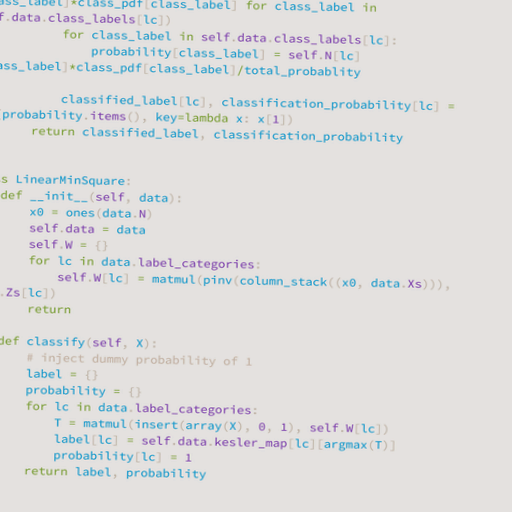 ass_label]*class_pdf[class_label] for class_label in
f.data.class_labels[lc])
for class_label in self.data.class_labels[lc]:
probability[class_label] = self.N[lc]
ass_label]*class_pdf[class_label]/total_probablity
classified_label[lc], classification_probability[lc] =
(probability.items(), key=lambda x: x[1])
return classified_label, classification_probability
s LinearMinSquare:
def __init__(self, data):
x0 = ones(data.N)
self.data = data
self.W = {}
for lc in data.label_categories:
self.W[lc] = matmul(pinv(column_stack((x0, data.Xs))),
.Zs[lc])
return
def classify(self, X):
# inject dummy probability of 1
label = {}
probability = {}
for lc in data.label_categories:
T = matmul(insert(array(X), 0, 1), self.W[lc])
label[lc] = self.data.kesler_map[lc][argmax(T)]
probability[lc] = 1
return label, probability